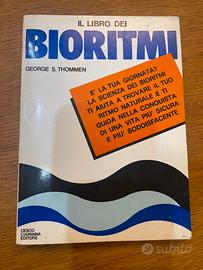 IL LIBRO DEI
BIORITMI
GEORGE S. THOMMEN
E' LA TUA GIORNATA?
LA SCIENZA DEI BIORITMI
TI AIUTA A TROVARE IL TUO
RITMO NATURALE E TI
GUIDA NELLA CONQUISTA
DI UNA VITA PIU' SICURA
E PIU' SODDISFACENTE
CESCO
CIAPANNA
EDITORE
subito